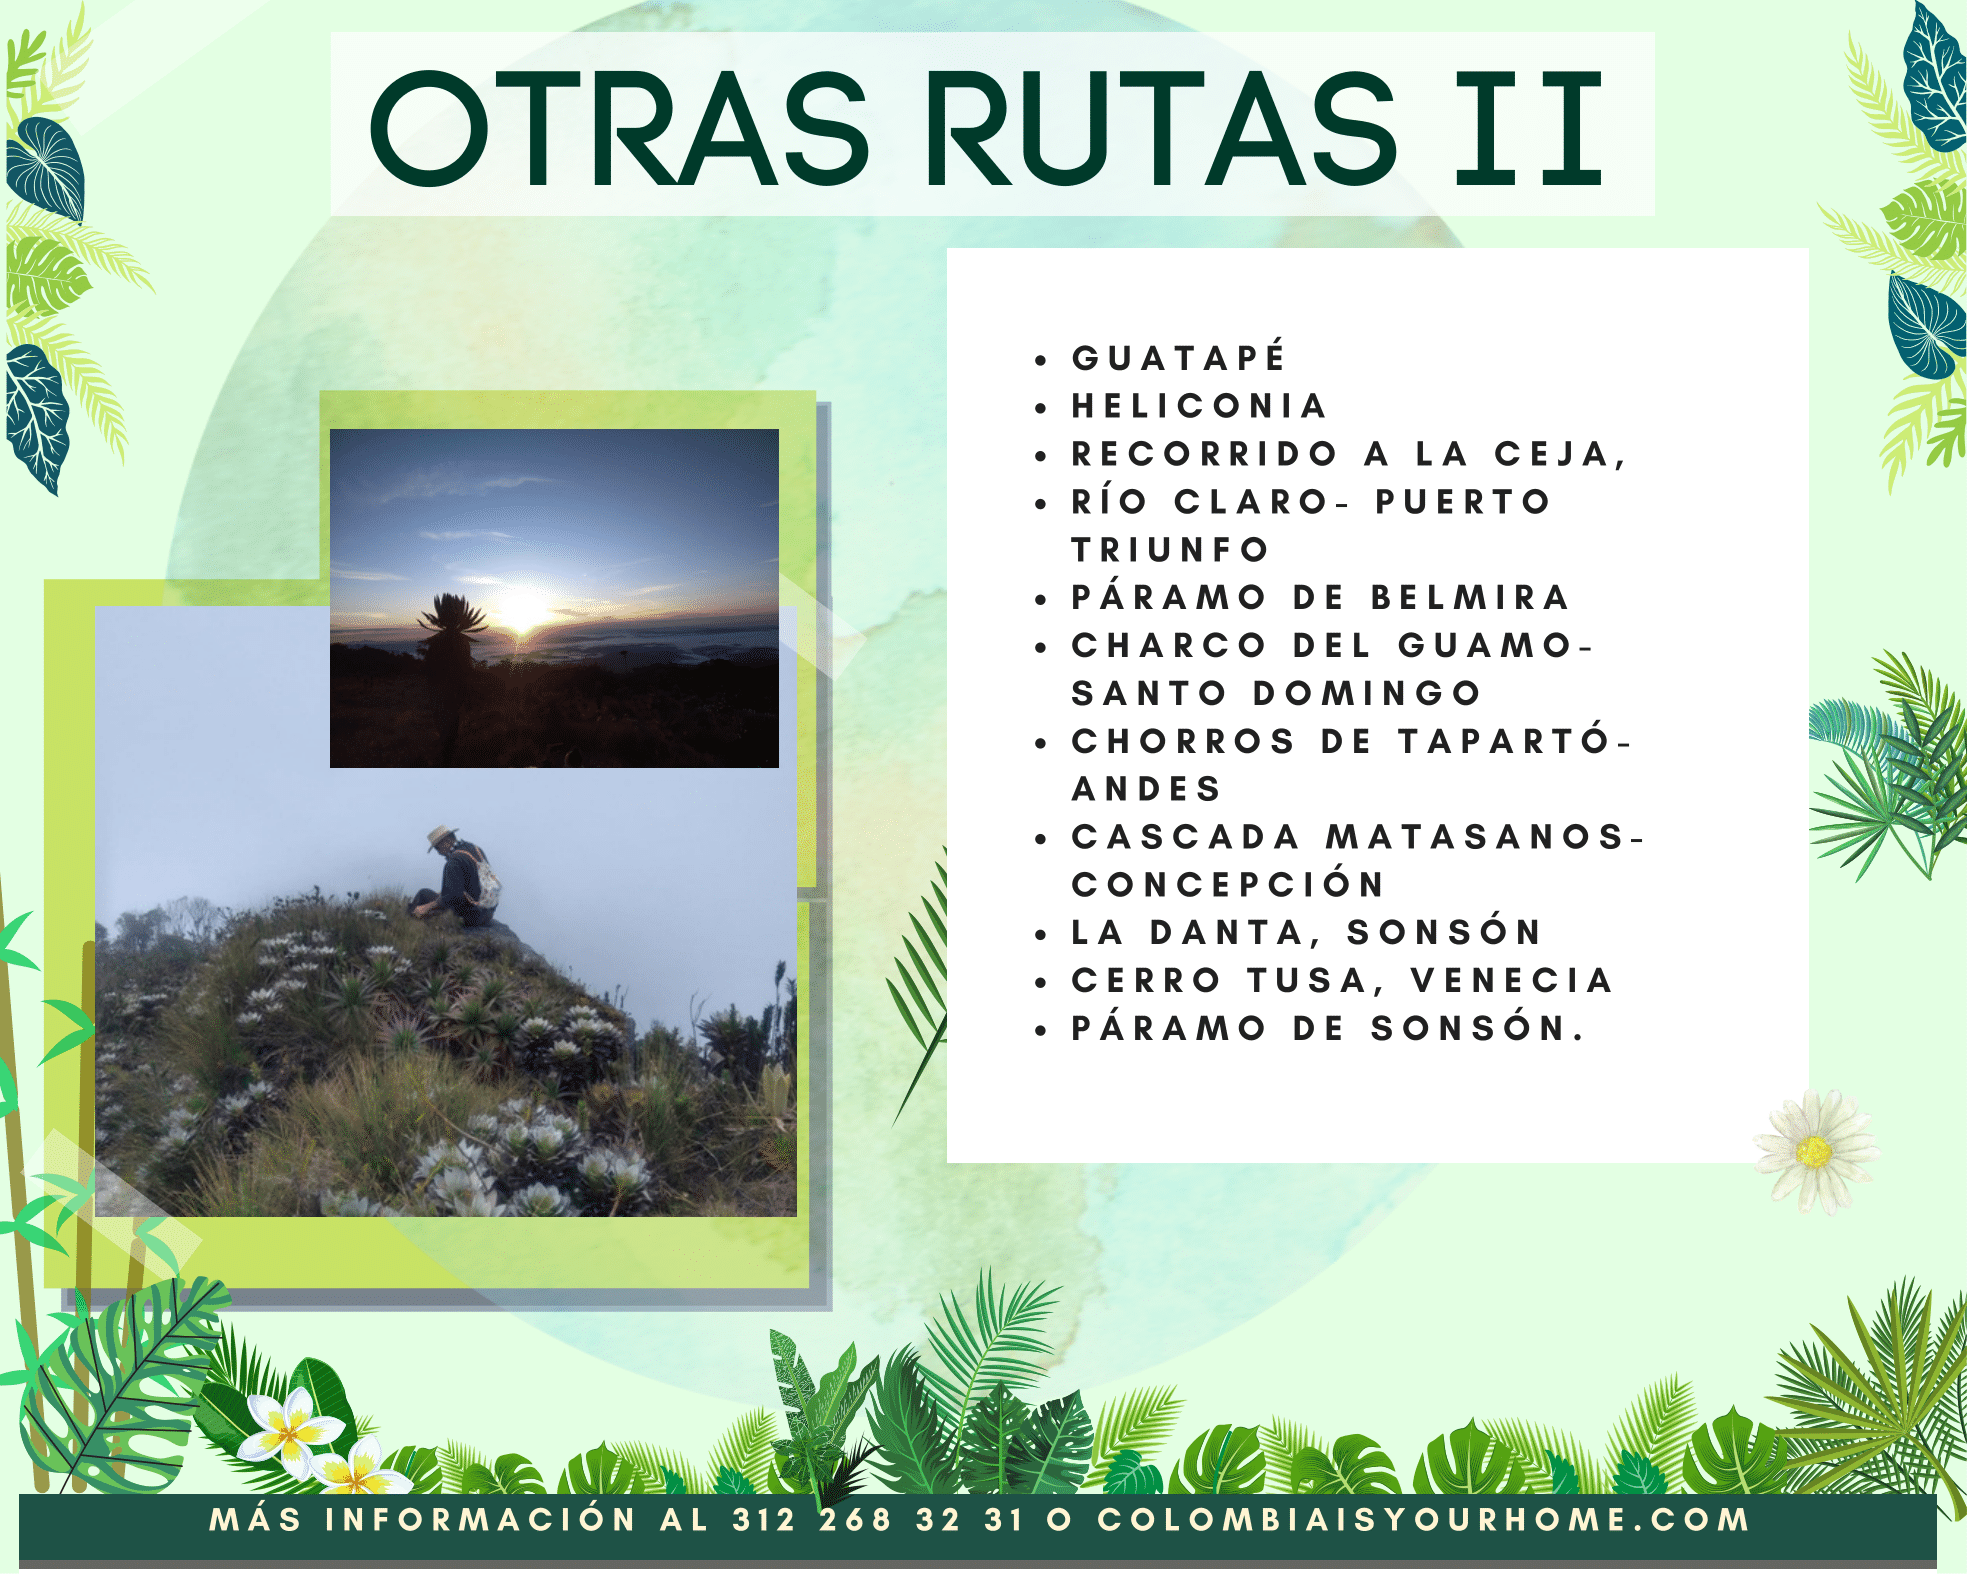 OTRAS RUTAS II
• GUATAPÉ
• HELICONIA
• RECORRIDO A LA CEJA,
• RÍO CLARO- PUERTO
TRIUNFO
• PÁRAMO DE BELMIRA
• CHARCO DEL GUAMO-
SANTO DOMINGO
• CHORROS DE TAPARTÓ-
ANDES
• CASCADA MATASANOS-
CONCEPCIÓN
• LA DANTA, SONSÓN
• CERRO TUSA, VENECIA
• PÁRAMO DE SONSÓN.
MÁS INFORMACIÓN AL 312 268 32 31 O COLOMBIAISYOURHOME.COM